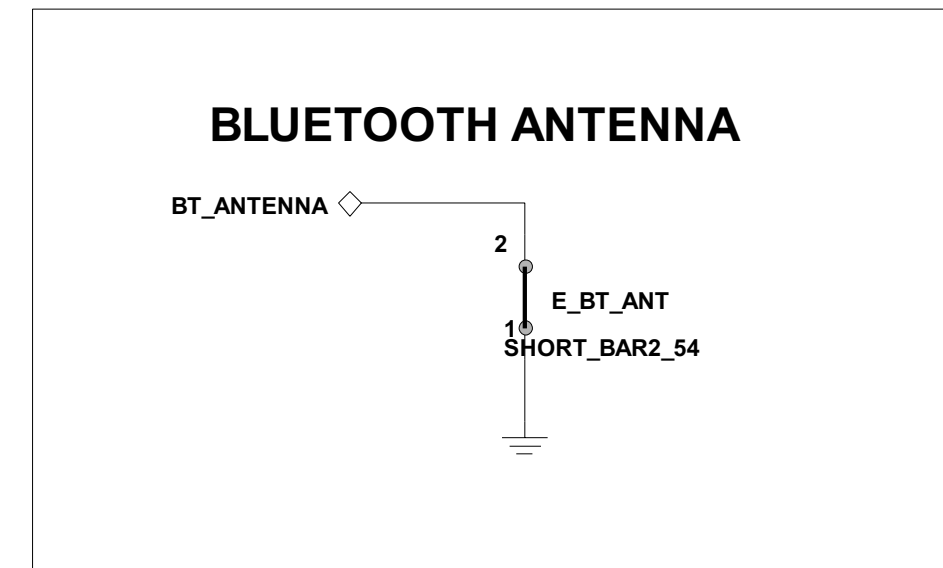 BLUETOOTH ANTENNA
BT_ANTENNA
2
E_BT_ANT
1
SHORT_BAR2_54